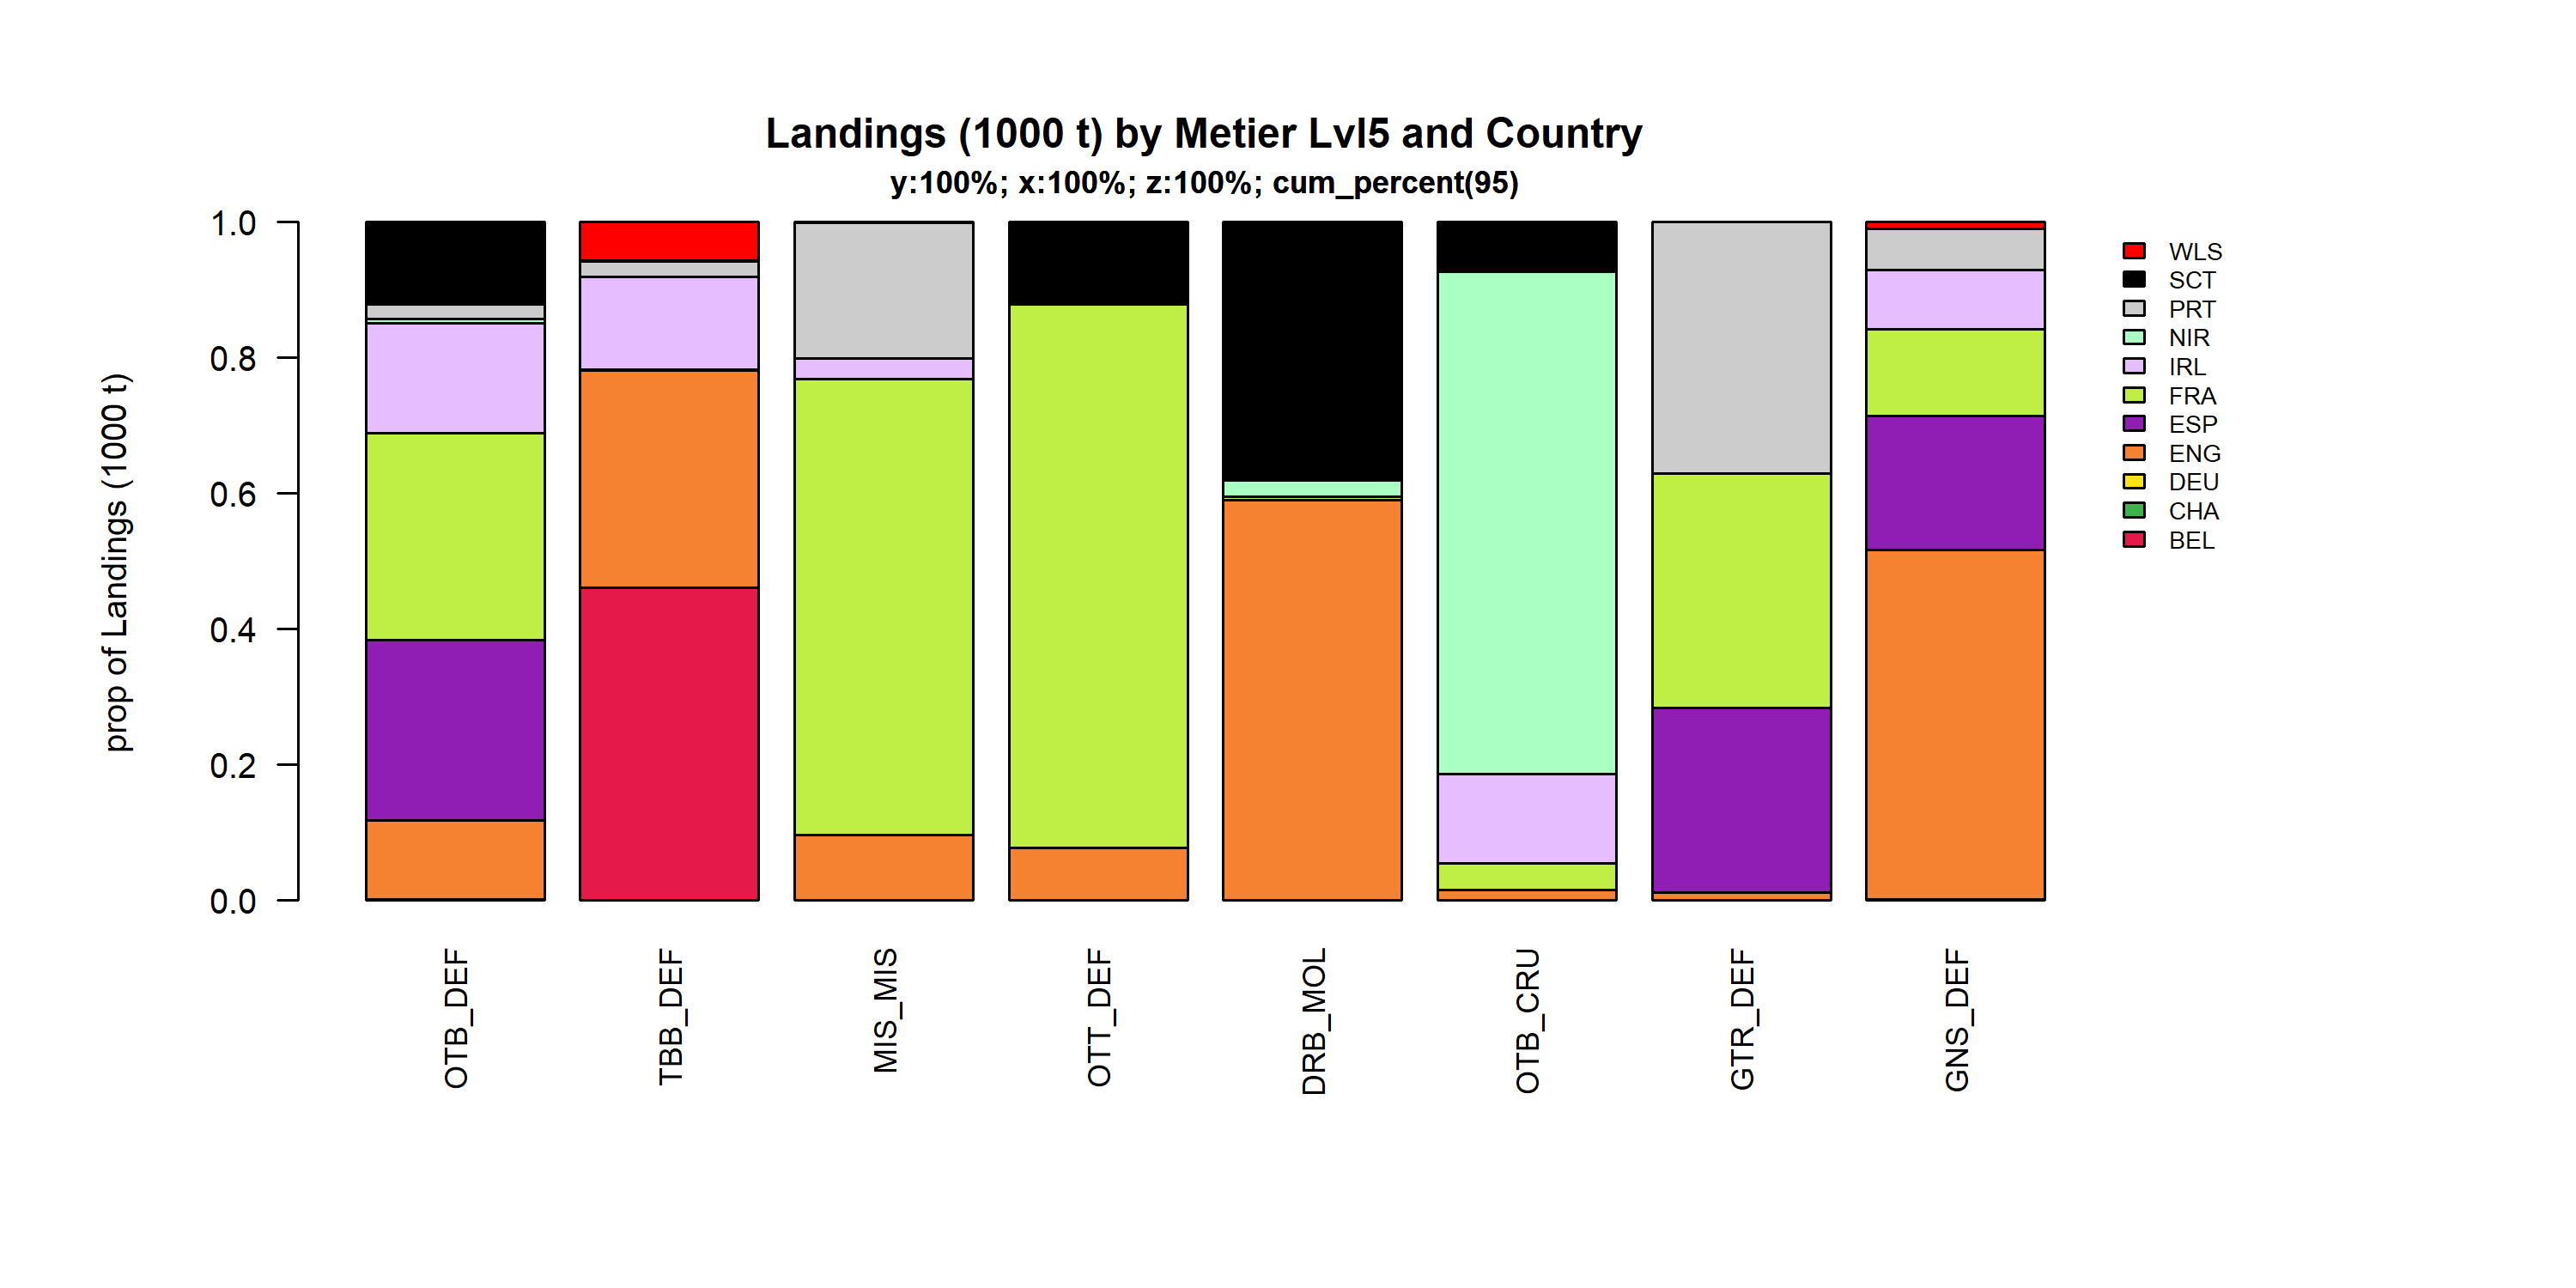 Landings (1000 t) by Metier Lvl5 and Country
y:100%; x:100%; z:100%; cum_percent(95)
prop of Landings (1000 t)
1.0
0.8
0.6
0.4
0.2
0.0
OTB_DEF
TBB_DEF
MIS_MIS
OTT_DEF
DRB_MOL
OTB_CRU
GTR_DEF
GNS_DEF
WLS
SCT
PRT
NIR
IRL
FRA
ESP
ENG
DEU
CHA
BEL